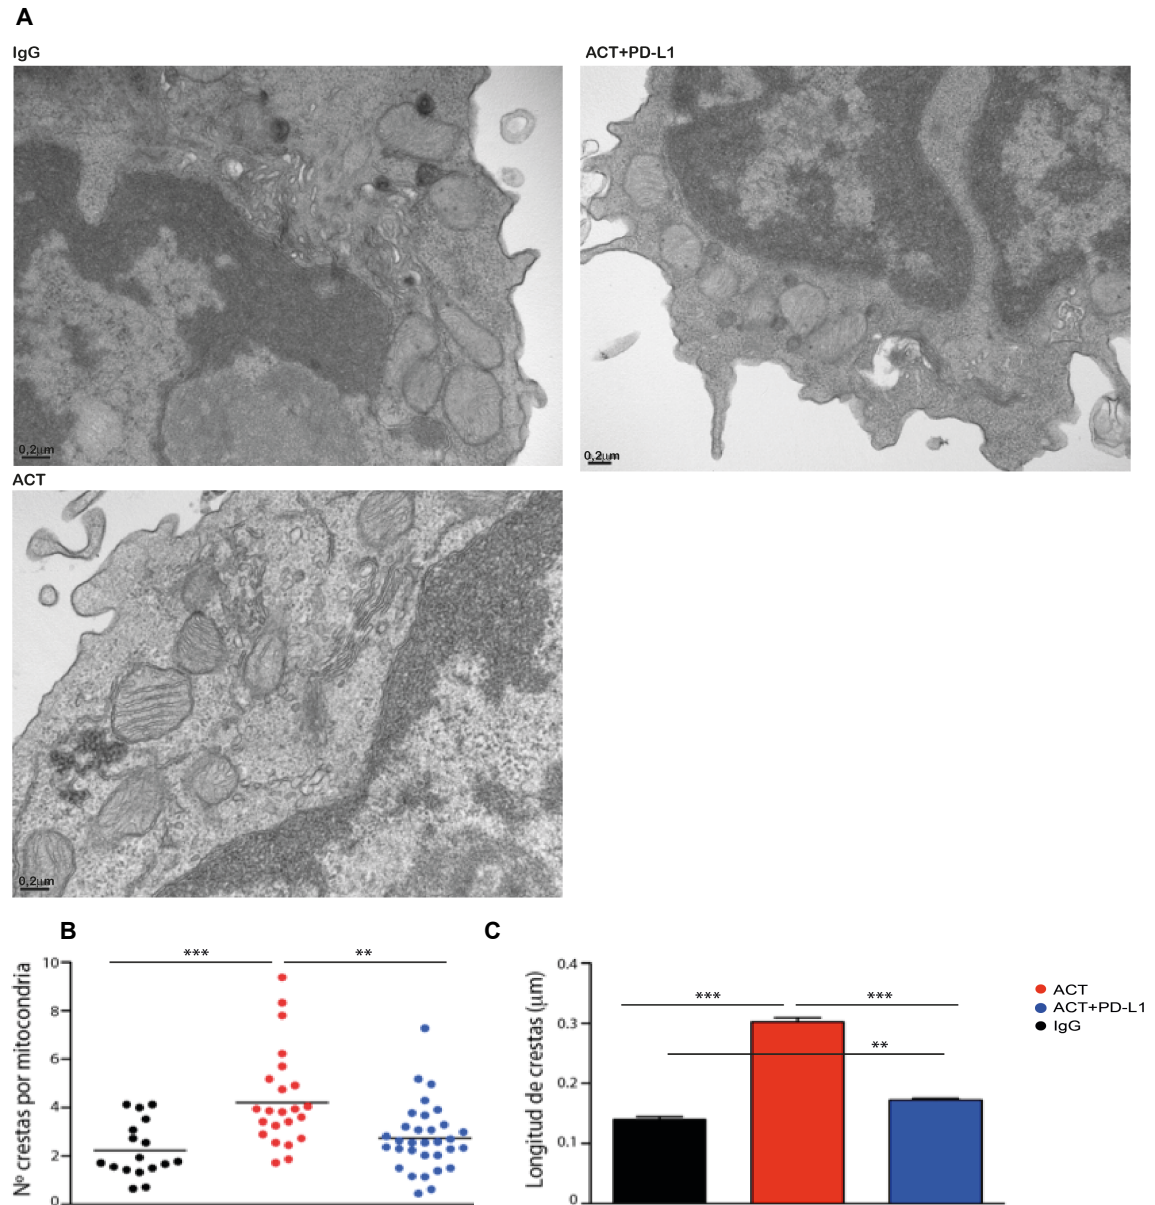 A
IgG
ACT+PD-L1
0,2µm
0,2µm
ACT
0,2µm
B
C
Nº crestas por mitocondria
10
8
6
4
2
0
***
**
Longitud de crestas (µm)
0.4
0.3
0.2
0.1
0
***
***
**
ACT
ACT+PD-L1
IgG